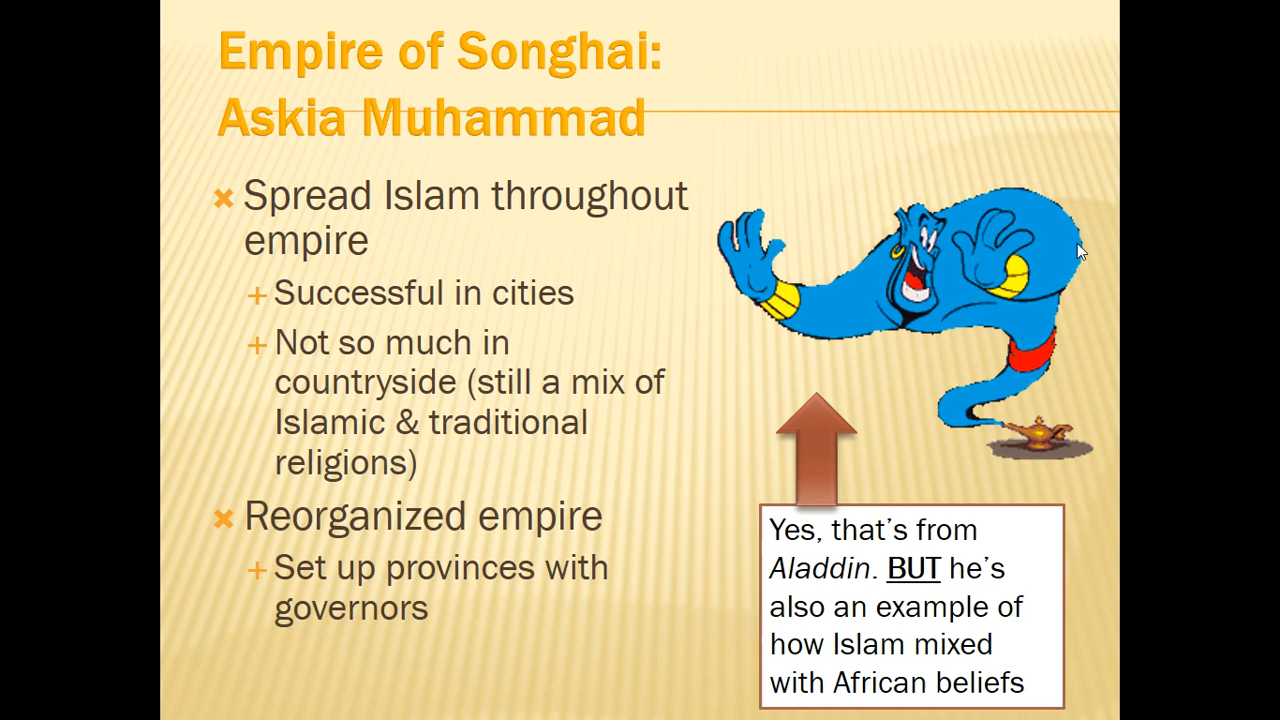 Empire of Songhai:
Askia Muhammad
Spread Islam throughout
empire
Successful in cities
Not so much in
countryside (still a mix of
Islamic & traditional
religions)
Reorganized empire
Set up provinces with
governors
Yes, that’s from
Aladdin. BUT he’s
also an example of
how Islam mixed
with African beliefs